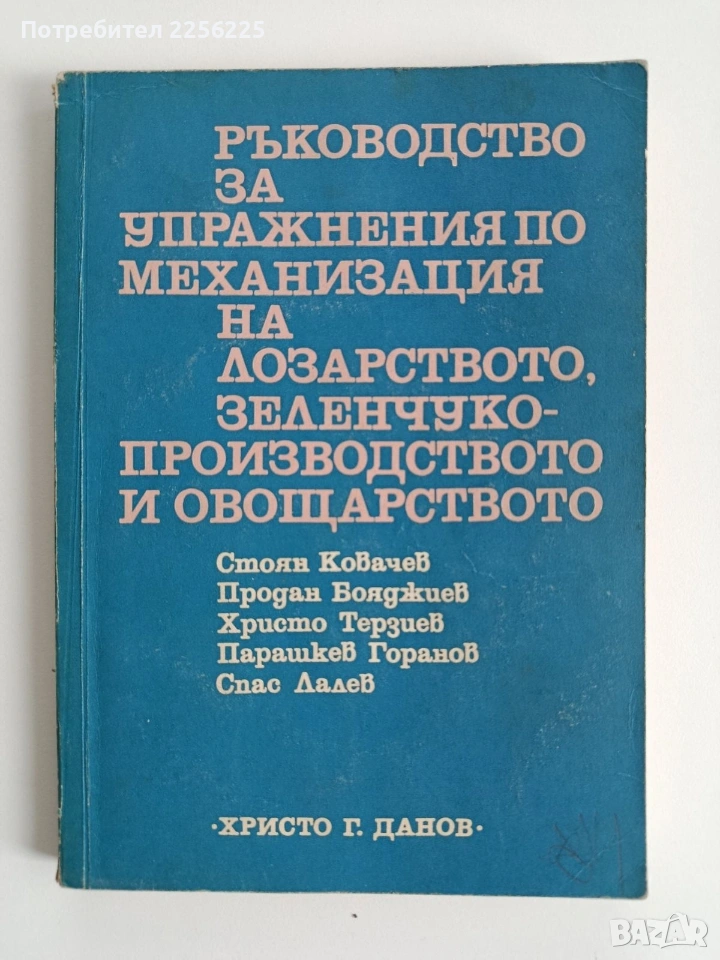 Потребител 2256225
РЪКОВОДСТВО
ЗА
УПРАЖНЕНИЯ ПО
МЕХАНИЗАЦИЯ
НА
ЛОЗАРСТВОТО,
ЗЕЛЕНЧУКО-
ПРОИЗВОДСТВОТО
И ОВОЩАРСТВОТО
Стоян Ковачев
Продан Бояджиев
Христо Терзиев
Парашкев Горанов
Спас Лалев
·ХРИСТО Г. ДАНОВ·
BAZAR